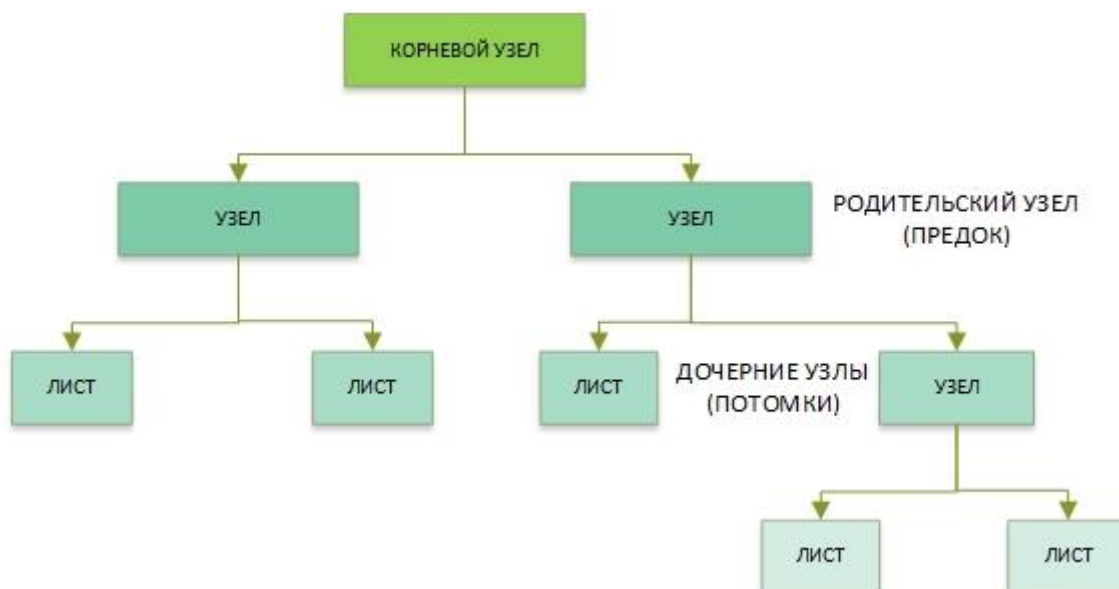 КОРНЕВОЙ УЗЕЛ
УЗЕЛ
УЗЕЛ
РОДИТЕЛЬСКИЙ УЗЕЛ
(ПРЕДОК)
ЛИСТ
ЛИСТ
ЛИСТ
ДОЧЕРНИЕ УЗЛЫ
(ПОТОМКИ)
УЗЕЛ
ЛИСТ
ЛИСТ